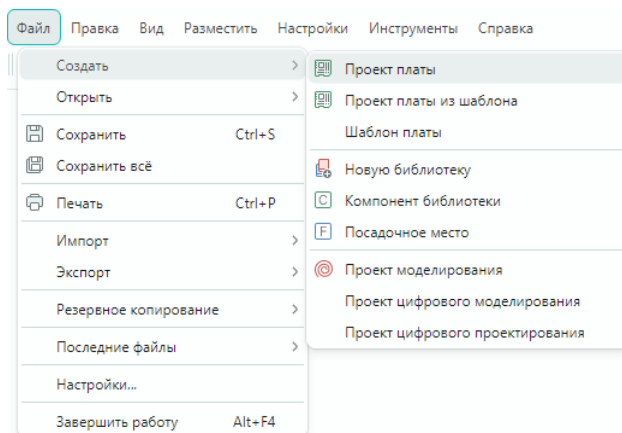 Файл Правка Вид Разместить Настройки Инструменты Справка
Создать
Открыть
Сохранить Ctrl+S
Сохранить всё
Печать Ctrl+P
Импорт
Экспорт
Резервное копирование
Последние файлы
Настройки...
Завершить работу Alt+F4
Проект платы
Проект платы из шаблона
Шаблон платы
Новую библиотеку
C Компонент библиотеки
F Посадочное место
Проект моделирования
Проект цифрового моделирования
Проект цифрового проектирования